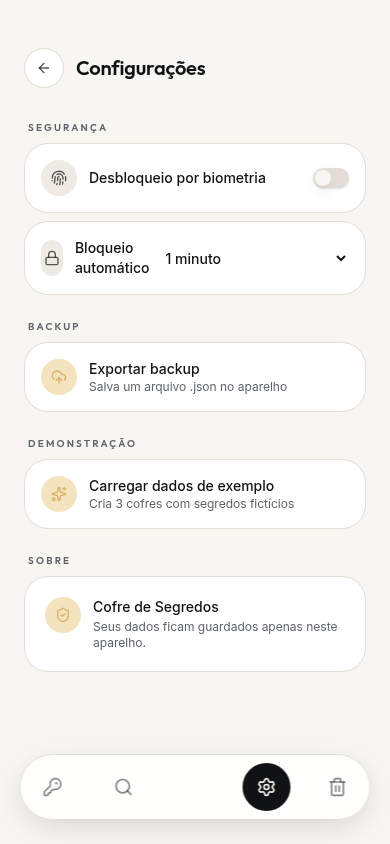 Configurações
SEGURANÇA
Desbloqueio por biometria
Bloqueio
automático
1 minuto
BACKUP
Exportar backup
Salva um arquivo .json no aparelho
DEMONSTRAÇÃO
Carregar dados de exemplo
Cria 3 cofres com segredos fictícios
SOBRE
Cofre de Segredos
Seus dados ficam guardados apenas neste
aparelho.